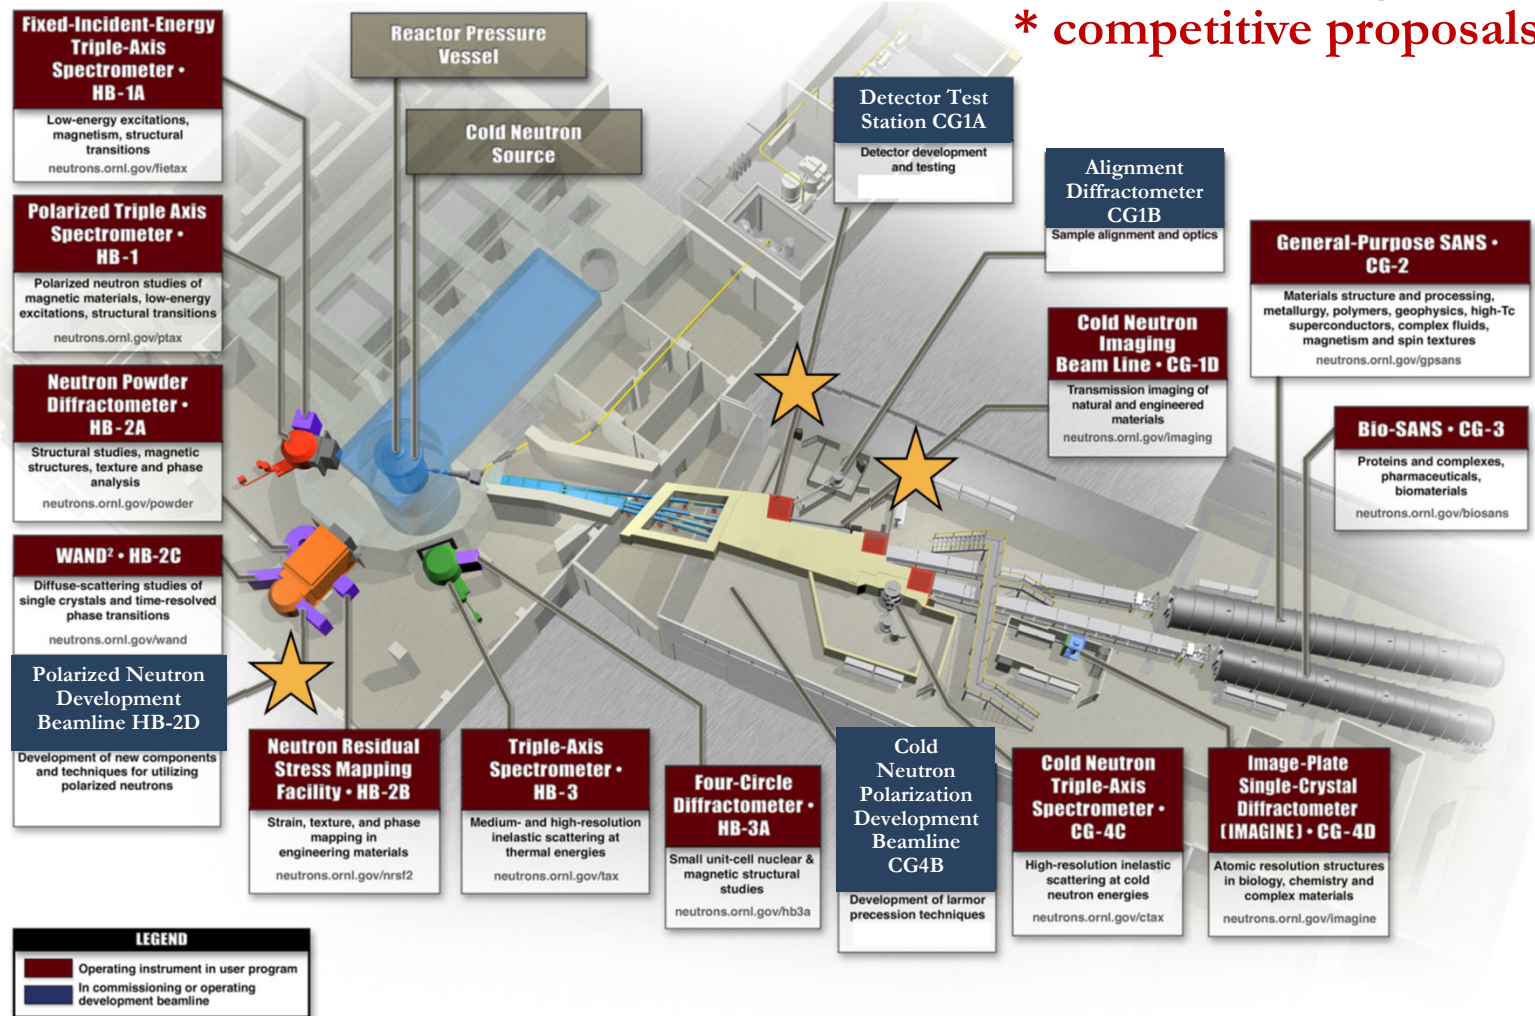 * competitive proposals
Fixed-Incident-Energy
Triple-Axis
Spectrometer •
HB-1A
Low-energy excitations,
magnetism, structural
transitions
neutrons.ornl.gov/fietax
Reactor Pressure
Vessel
Cold Neutron
Source
Detector Test
Station CG1A
Detector development
and testing
Alignment
Diffractometer
CG1B
Sample alignment and optics
Polarized Triple Axis
Spectrometer •
HB-1
Polarized neutron studies of
magnetic materials, low-energy
excitations, structural transitions
neutrons.ornl.gov/ptax
General-Purpose SANS •
CG-2
Materials structure and processing,
metallurgy, polymers, geophysics, high-Tc
superconductors, complex fluids,
magnetism and spin textures
neutrons.ornl.gov/gpsans
Cold Neutron
Imaging
Beam Line • CG-1D
Transmission imaging of
natural and engineered
materials
neutrons.ornl.gov/imaging
Neutron Powder
Diffractometer •
HB-2A
Structural studies, magnetic
structures, texture and phase
analysis
neutrons.ornl.gov/powder
Bio-SANS • CG-3
Proteins and complexes,
pharmaceuticals,
biomaterials
neutrons.ornl.gov/biosans
WAND² • HB-2C
Diffuse-scattering studies of
single crystals and time-resolved
phase transitions
neutrons.ornl.gov/wand
Polarized Neutron
Development
Beamline HB-2D
Development of new components
and techniques for utilizing
polarized neutrons
Neutron Residual
Stress Mapping
Facility • HB-2B
Strain, texture, and phase
mapping in
engineering materials
neutrons.ornl.gov/nrsf2
Triple-Axis
Spectrometer •
HB-3
Medium- and high-resolution
inelastic scattering at
thermal energies
neutrons.ornl.gov/tax
Four-Circle
Diffractometer •
HB-3A
Small unit-cell nuclear &
magnetic structural
studies
neutrons.ornl.gov/hb3a
Cold
Neutron
Polarization
Development
Beamline
CG4B
Development of larmor
precession techniques
Cold Neutron
Triple-Axis
Spectrometer •
CG-4C
High-resolution inelastic
scattering at cold
neutron energies
neutrons.ornl.gov/ctax
Image-Plate
Single-Crystal
Diffractometer
(IMAGINE) • CG-4D
Atomic resolution structures
in biology, chemistry and
complex materials
neutrons.ornl.gov/imagine
LEGEND
Operating instrument in user program
In commissioning or operating
development beamline